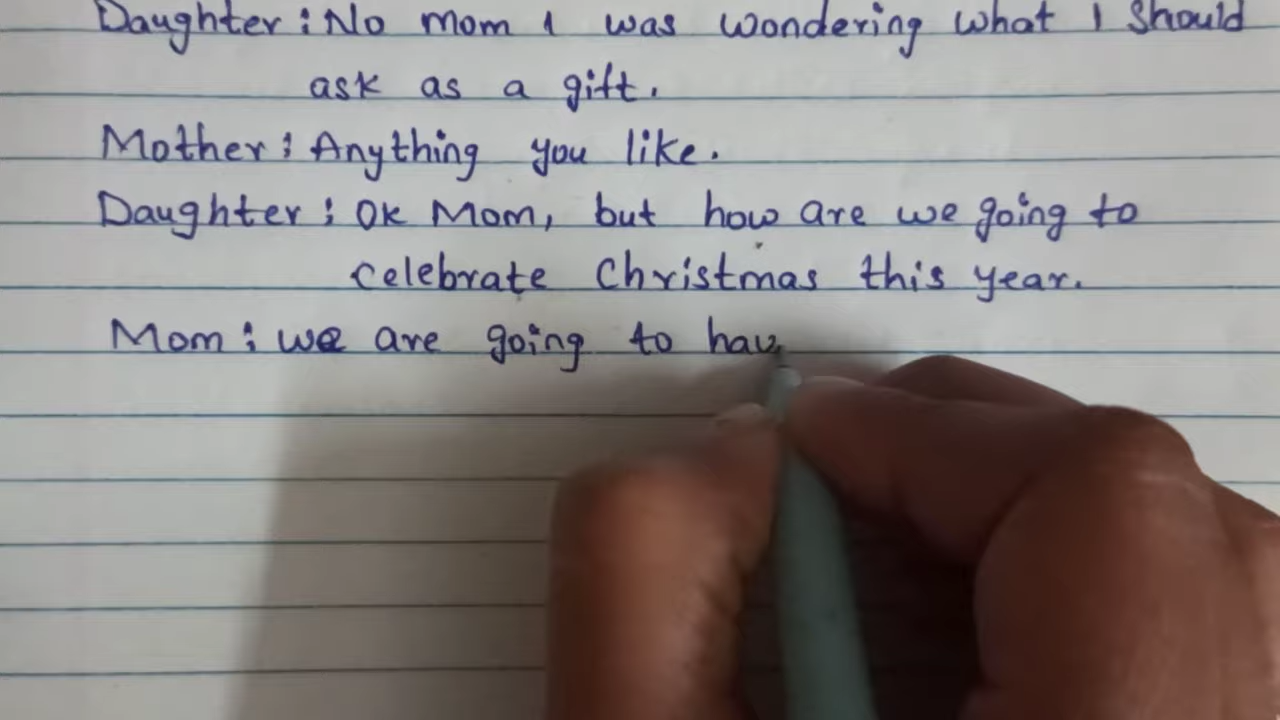 Daughter: No mom I was wondering what I should
ask as a gift.
Mother: Anything you like.
Daughter: Ok Mom, but how are we going to
celebrate Christmas this year.
Mom: we are going to hav